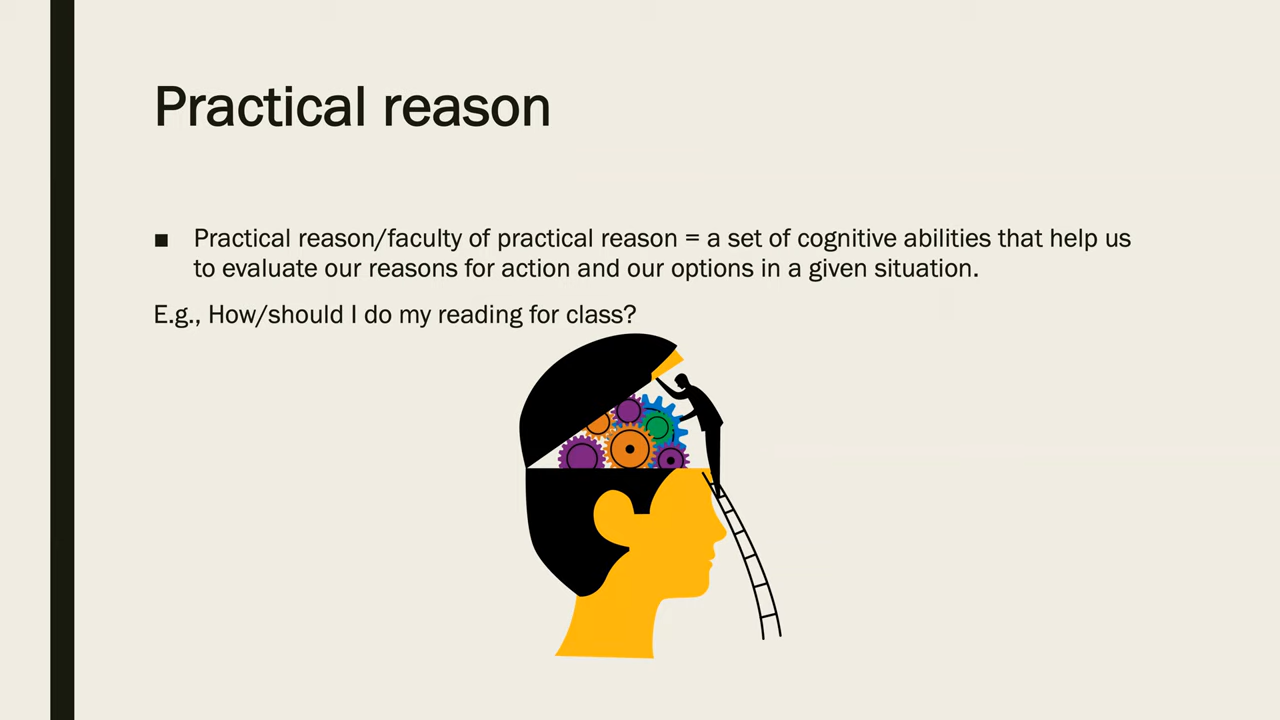 Practical reason
▪ Practical reason/faculty of practical reason = a set of cognitive abilities that help us
to evaluate our reasons for action and our options in a given situation.
E.g., How/should I do my reading for class?